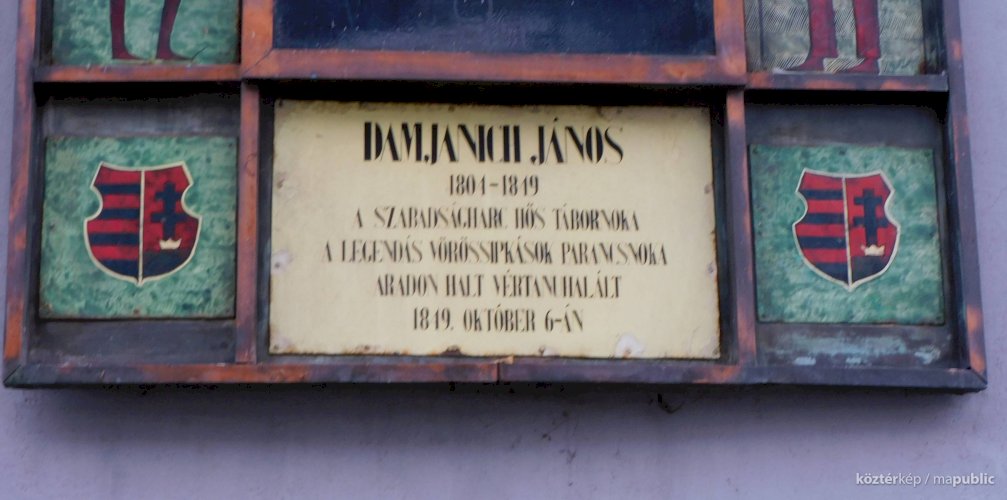 DAMJANICH JÁNOS
1804-1849
A SZABADSÁGHARC HŐS TÁBORNOKA
A LEGENDÁS VÖRÖSSIPKÁSOK PARANCSNOKA
ARADON HALT VÉRTANUHALÁLT
1849. OKTÓBER 6-ÁN
köztérkép / mapublic